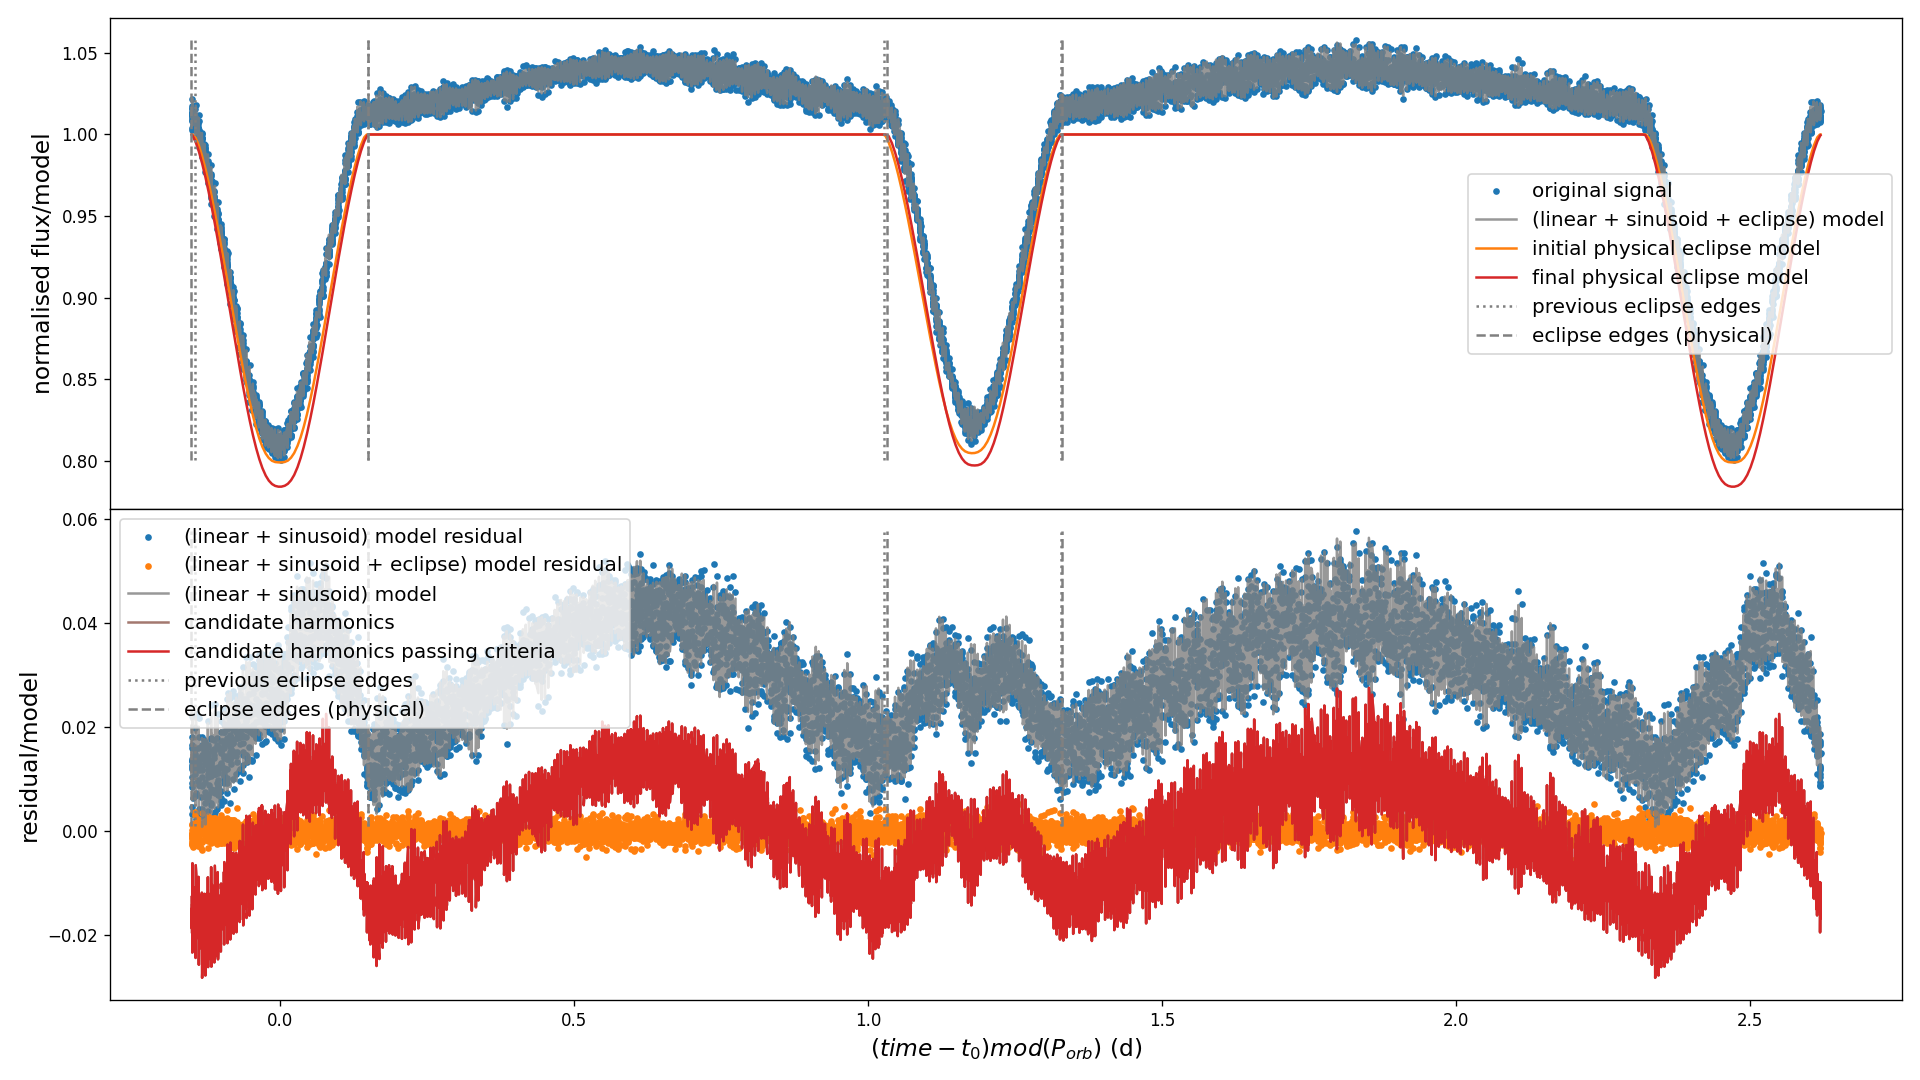 1.05
1.00
0.95
0.90
0.85
0.80
normalised flux/model
original signal
(linear + sinusoid + eclipse) model
initial physical eclipse model
final physical eclipse model
previous eclipse edges
eclipse edges (physical)
0.06
0.04
0.02
0.00
−0.02
residual/model
(linear + sinusoid) model residual
(linear + sinusoid + eclipse) model residual
(linear + sinusoid) model
candidate harmonics
candidate harmonics passing criteria
previous eclipse edges
eclipse edges (physical)
0.0 0.5 1.0 1.5 2.0 2.5
(time − t₀)mod(Pₒᵣb) (d)